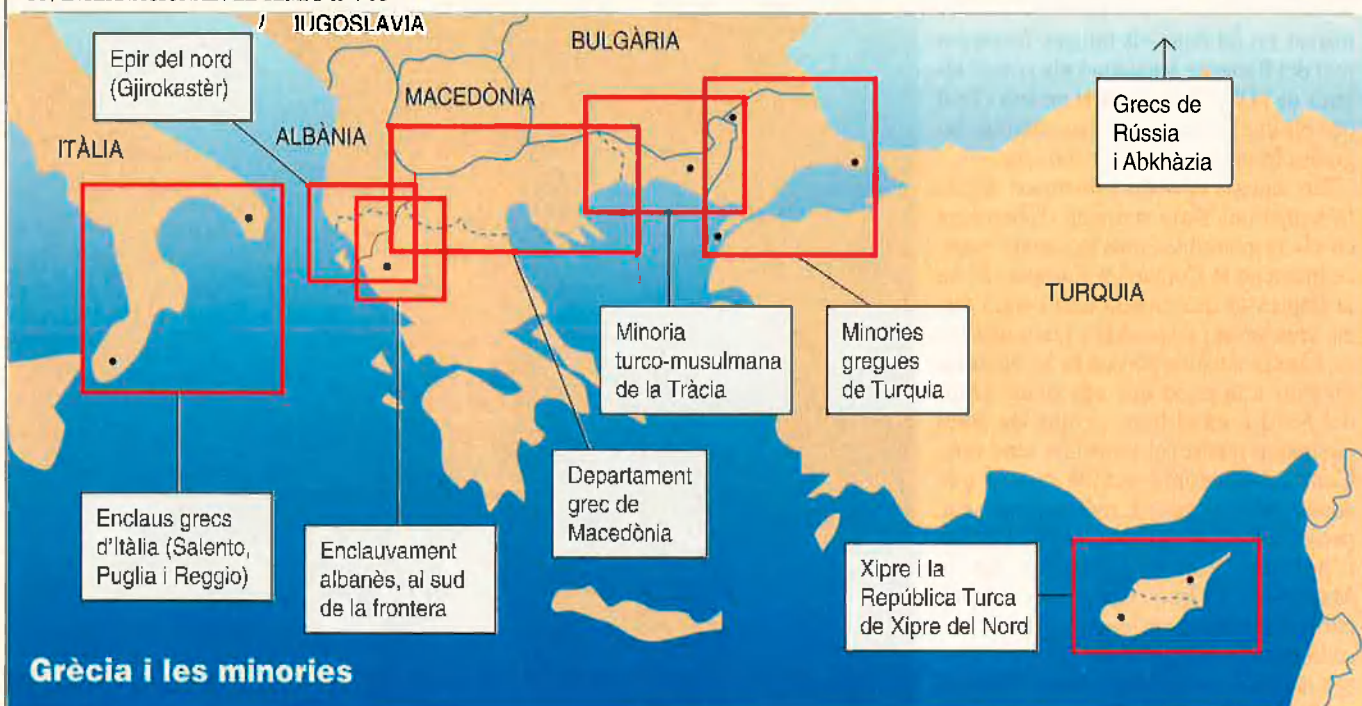 IUGOSLAVIA
BULGÀRIA
Epir del nord
(Gjirokastèr)
MACEDÒNIA
ALBÀNIA
ITÀLIA
Grecs de
Rússia
i Abkhàzia
TURQUIA
Minoria
turco-musulmana
de la Tràcia
Minories
gregues
de Turquia
Departament
grec de
Macedònia
Enclaus grecs
d'Itàlia (Salento,
Puglia i Reggio)
Enclauvament
albanès, al sud
de la frontera
Xipre i la
República Turca
de Xipre del Nord
Grècia i les minories